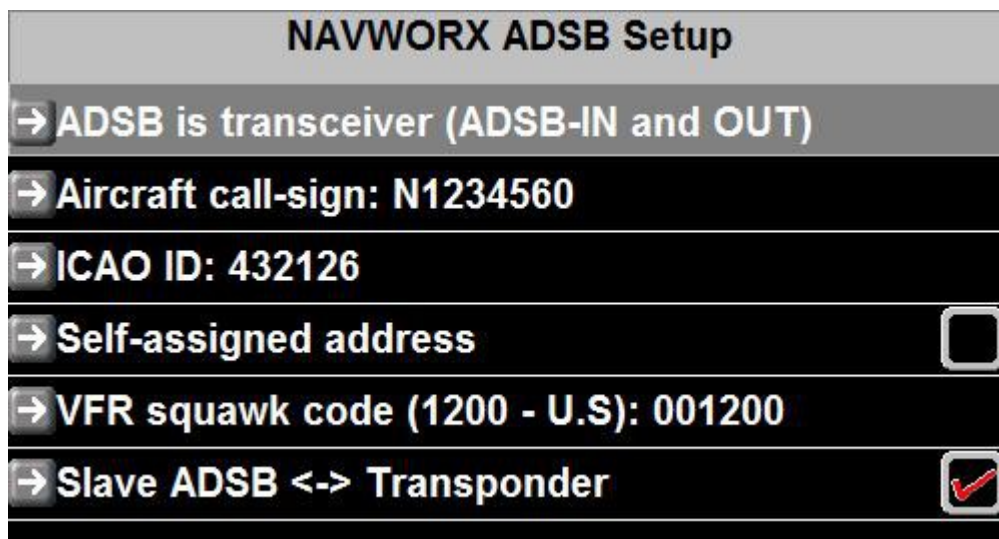 NAVWORX ADSB Setup
ADSB is transceiver (ADSB-IN and OUT)
Aircraft call-sign: N1234560
ICAO ID: 432126
Self-assigned address
VFR squawk code (1200 - U.S): 001200
Slave ADSB <-> Transponder